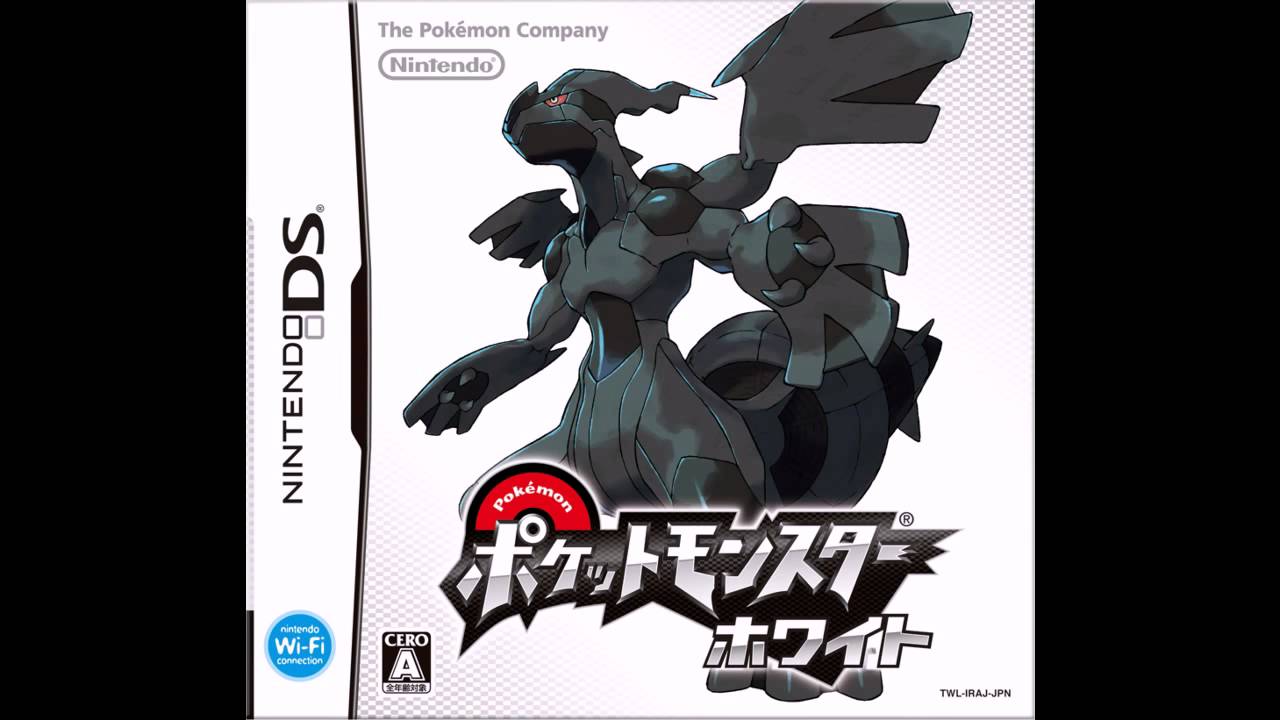 The Pokémon Company
Nintendo®
NINTENDO DS®
Pokémon
ポケットモンスター®
ホワイト
nintendo
Wi-Fi
connection
CERO
A
全年齢対象
TWL-IRAJ-JPN